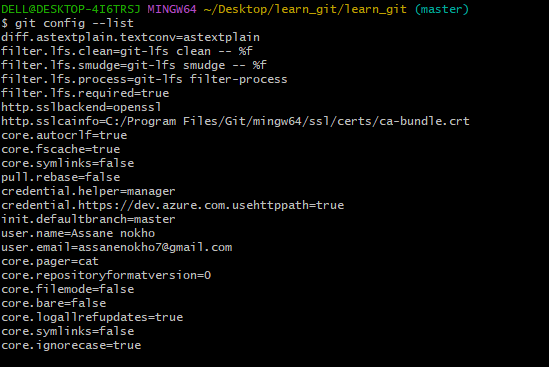 DELL@DESKTOP-4I6TRSJ MINGW64 ~/Desktop/learn_git/learn_git (master)
$ git config --list
diff.astextplain.textconv=astextplain
filter.lfs.clean=git-lfs clean -- %f
filter.lfs.smudge=git-lfs smudge -- %f
filter.lfs.process=git-lfs filter-process
filter.lfs.required=true
http.sslbackend=openssl
http.sslcainfo=C:/Program Files/Git/mingw64/ssl/certs/ca-bundle.crt
core.autocrlf=true
core.fscache=true
core.symlinks=false
pull.rebase=false
credential.helper=manager
credential.https://dev.azure.com.usehttppath=true
init.defaultbranch=master
user.name=Assane nokho
user.email=assanenokho7@gmail.com
core.pager=cat
core.repositoryformatversion=0
core.filemode=false
core.bare=false
core.logallrefupdates=true
core.symlinks=false
core.ignorecase=true